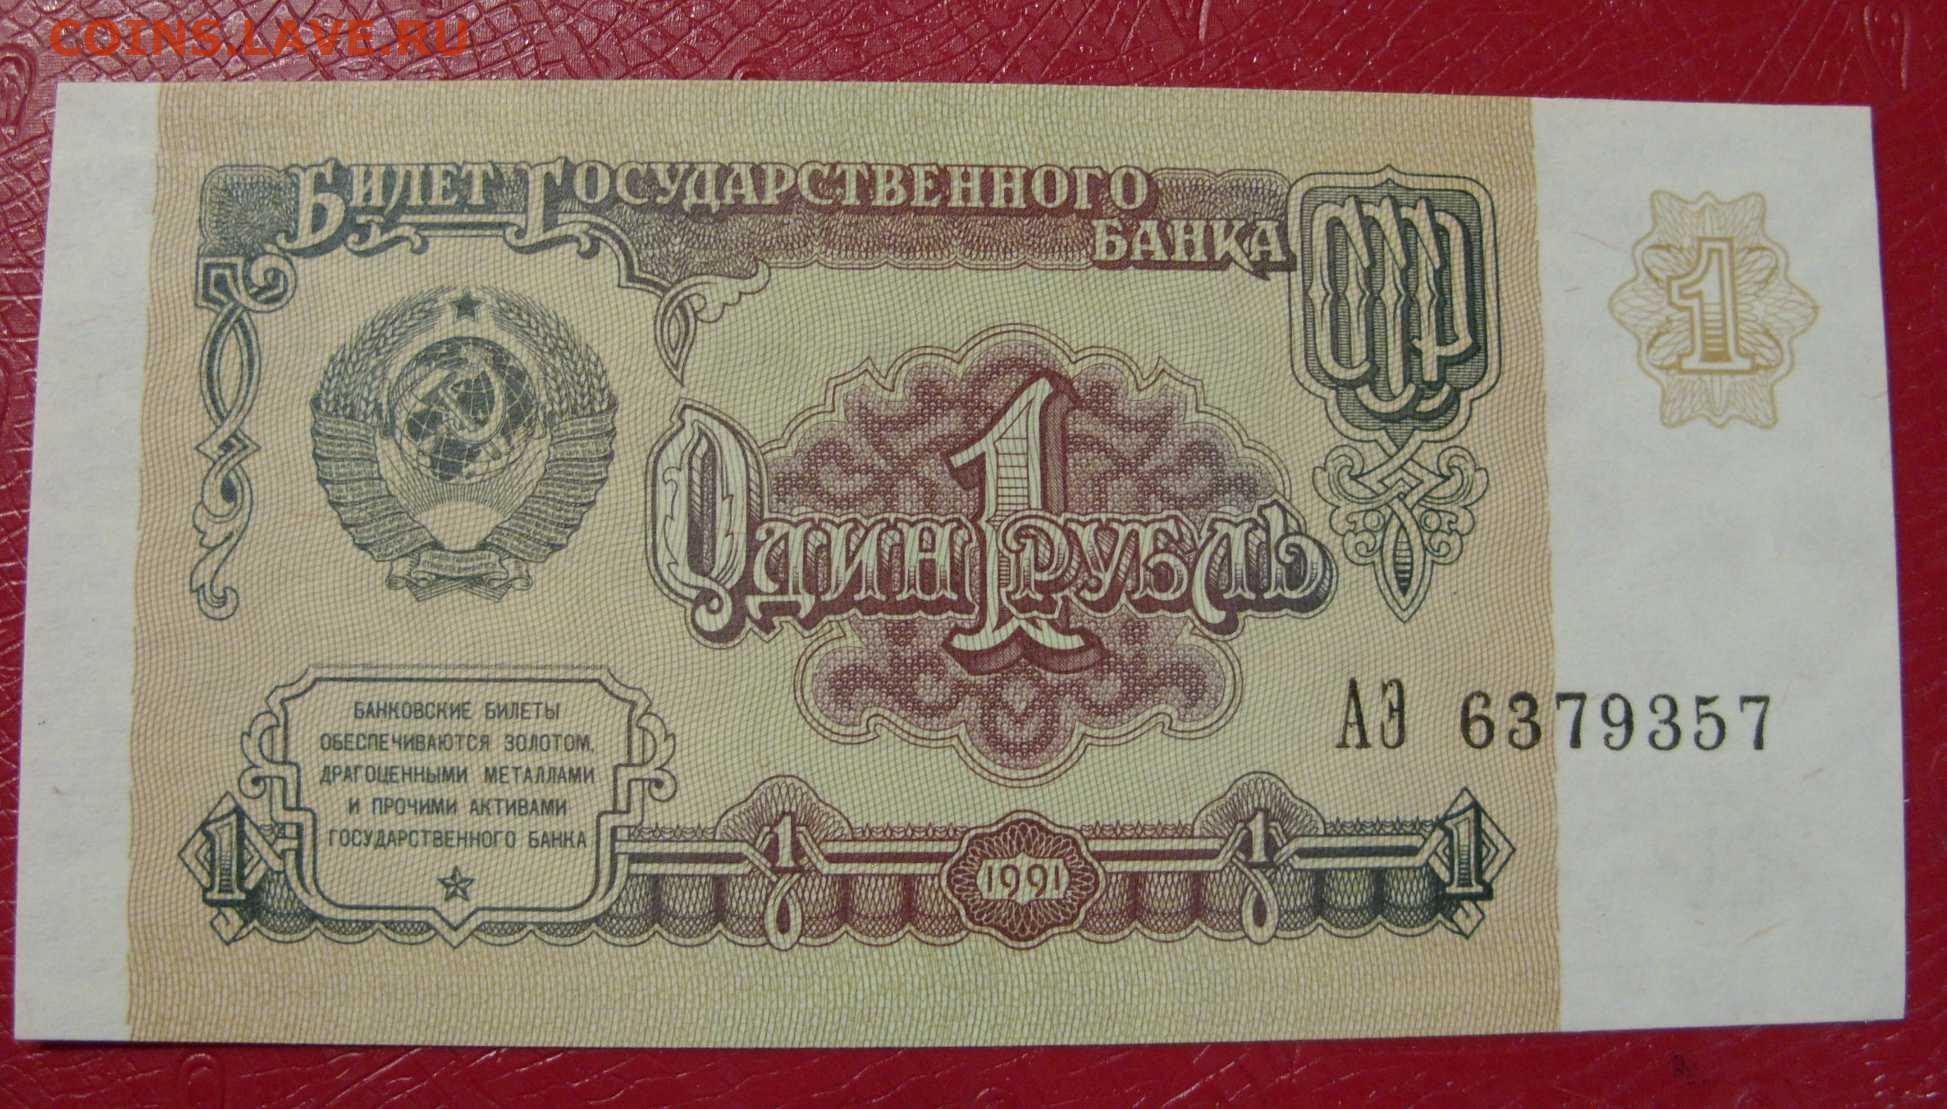 COINS.LAVE.RU
БИЛЕТ ГОСУДАРСТВЕННОГО
БАНКА
СССР
1
1
ОДИН РУБЛЬ
АЭ 6379357
БАНКОВСКИЕ БИЛЕТЫ
ОБЕСПЕЧИВАЮТСЯ ЗОЛОТОМ,
ДРАГОЦЕННЫМИ МЕТАЛЛАМИ
И ПРОЧИМИ АКТИВАМИ
ГОСУДАРСТВЕННОГО БАНКА
1 1 1991 1 1